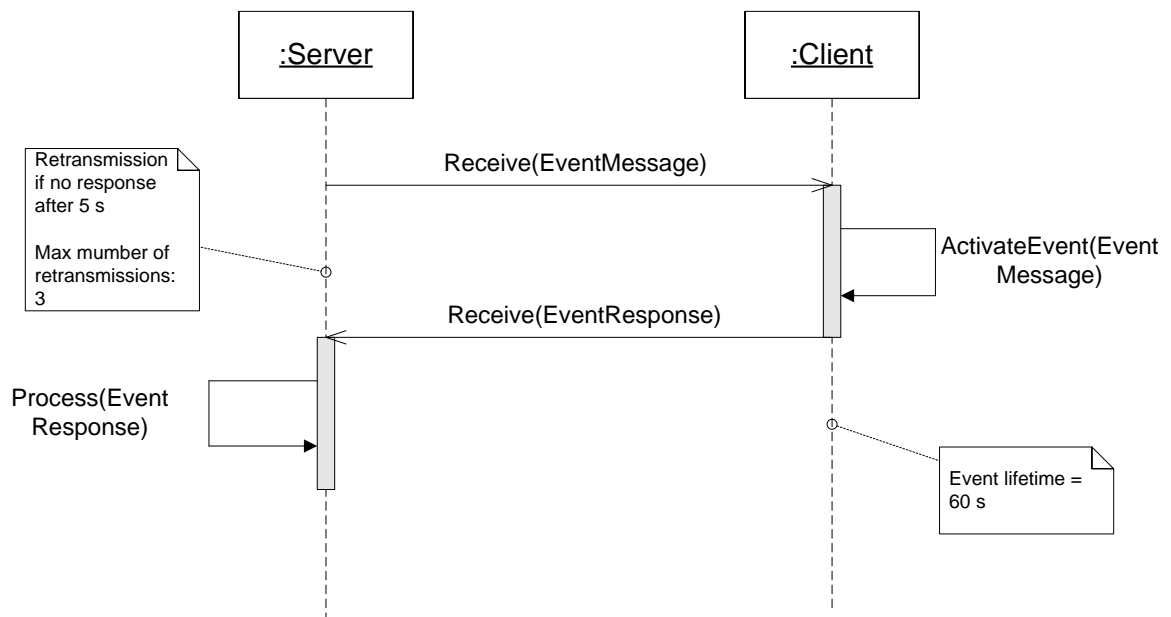 :Server
:Client
Retransmission
if no response
after 5 s
Max mumber of
retransmissions:
3
Receive(EventMessage)
ActivateEvent(Event
Message)
Receive(EventResponse)
Process(Event
Response)
Event lifetime =
60 s